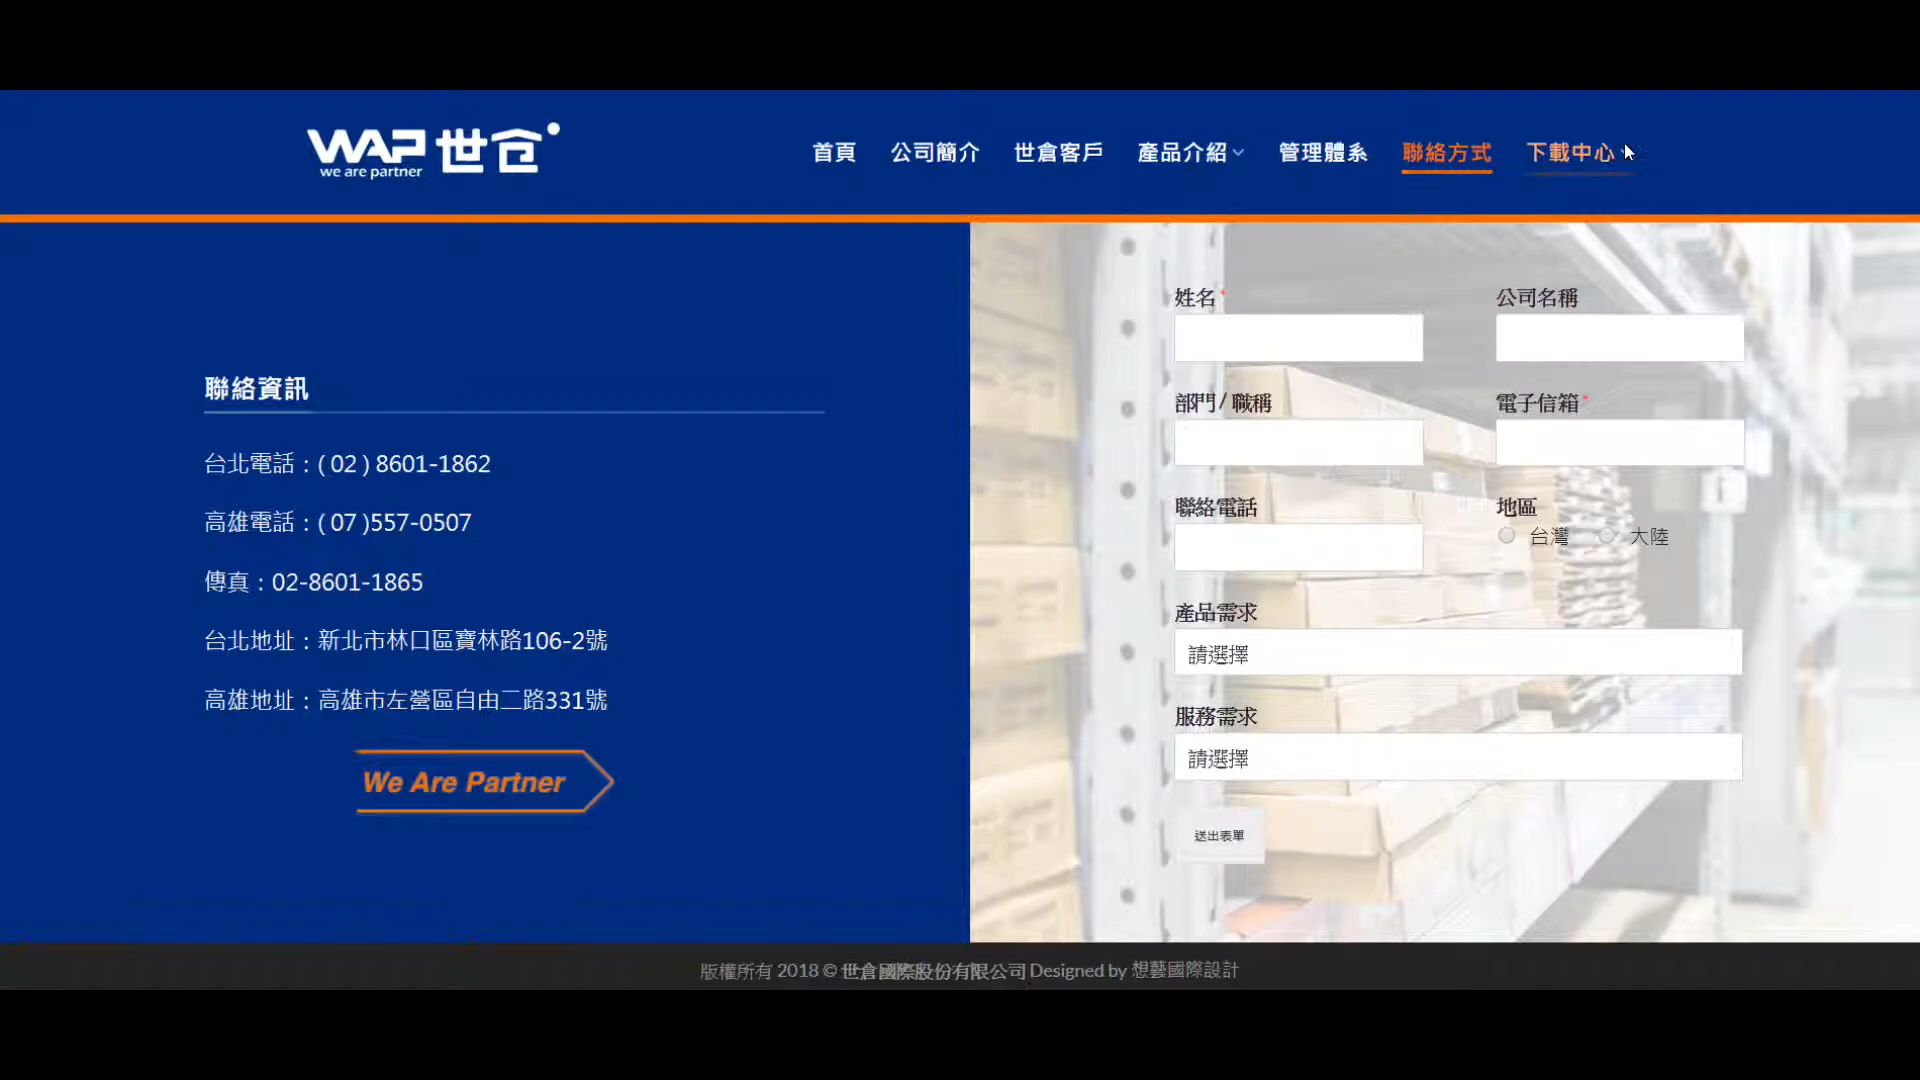 WAP 世仓
we are partner
首頁 公司簡介 世倉客戶 產品介紹 管理體系 聯絡方式 下載中心
聯絡資訊
台北電話：( 02 ) 8601-1862
高雄電話：( 07 )557-0507
傳真：02-8601-1865
台北地址：新北市林口區寶林路106-2號
高雄地址：高雄市左營區自由二路331號
We Are Partner
姓名 * 公司名稱
部門 / 職稱 電子信箱 *
聯絡電話 地區
台灣 大陸
產品需求
請選擇
服務需求
請選擇
送出表單
版權所有 2018 © 世倉國際股份有限公司 Designed by 想藝國際設計